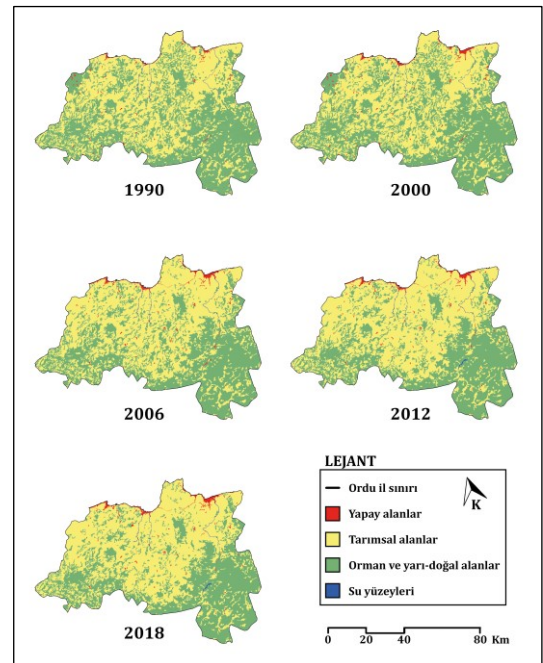 1990
2000
2006
2012
2018
LEJANT
Ordu il sınırı
K
Yapay alanlar
Tarımsal alanlar
Orman ve yarı-doğal alanlar
Su yüzeyleri
0 20 40 80 Km